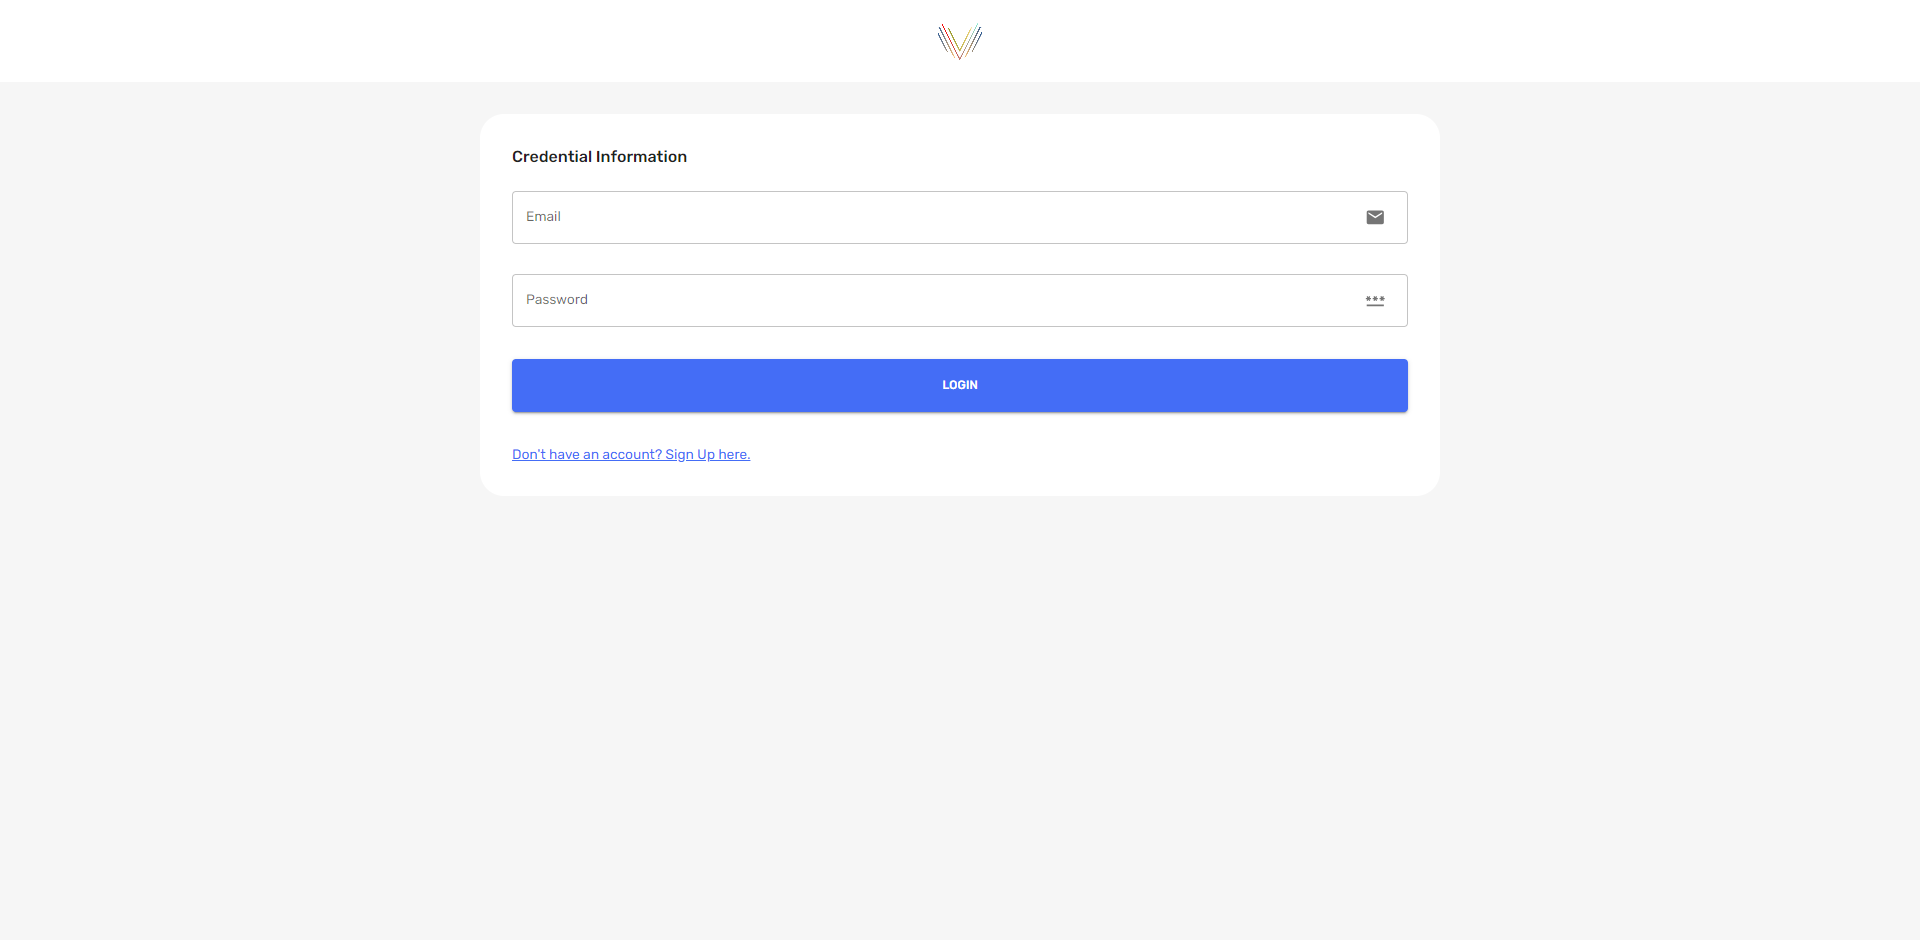 Credential Information
Email
Password
LOGIN
Don't have an account? Sign Up here.